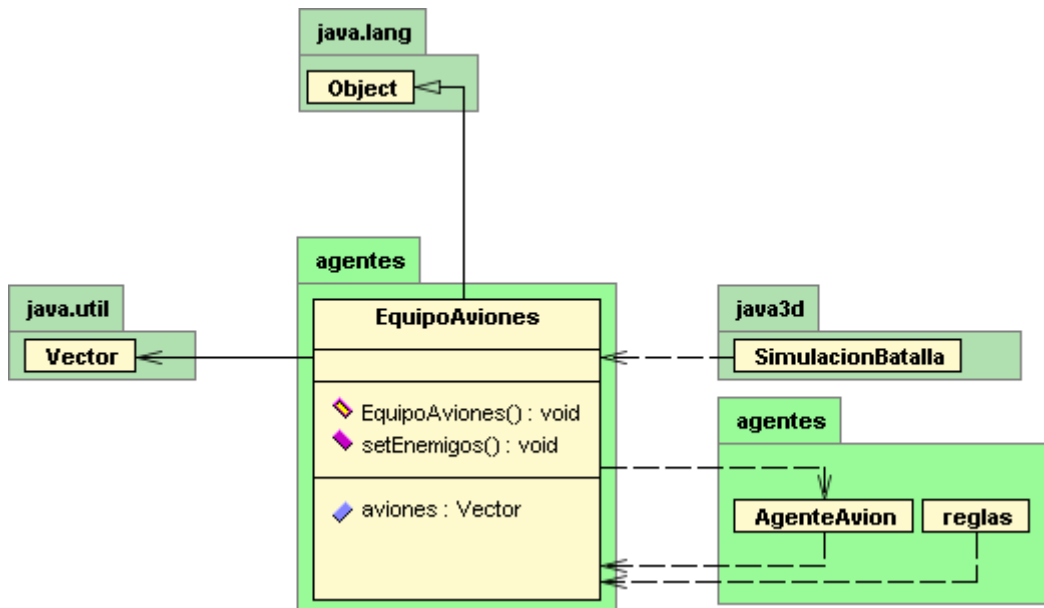 java.lang
Object
agentes
EquipoAviones
EquipoAviones() : void
setEnemigos() : void
aviones : Vector
java.util
Vector
java3d
SimulacionBatalla
agentes
AgenteAvion
reglas